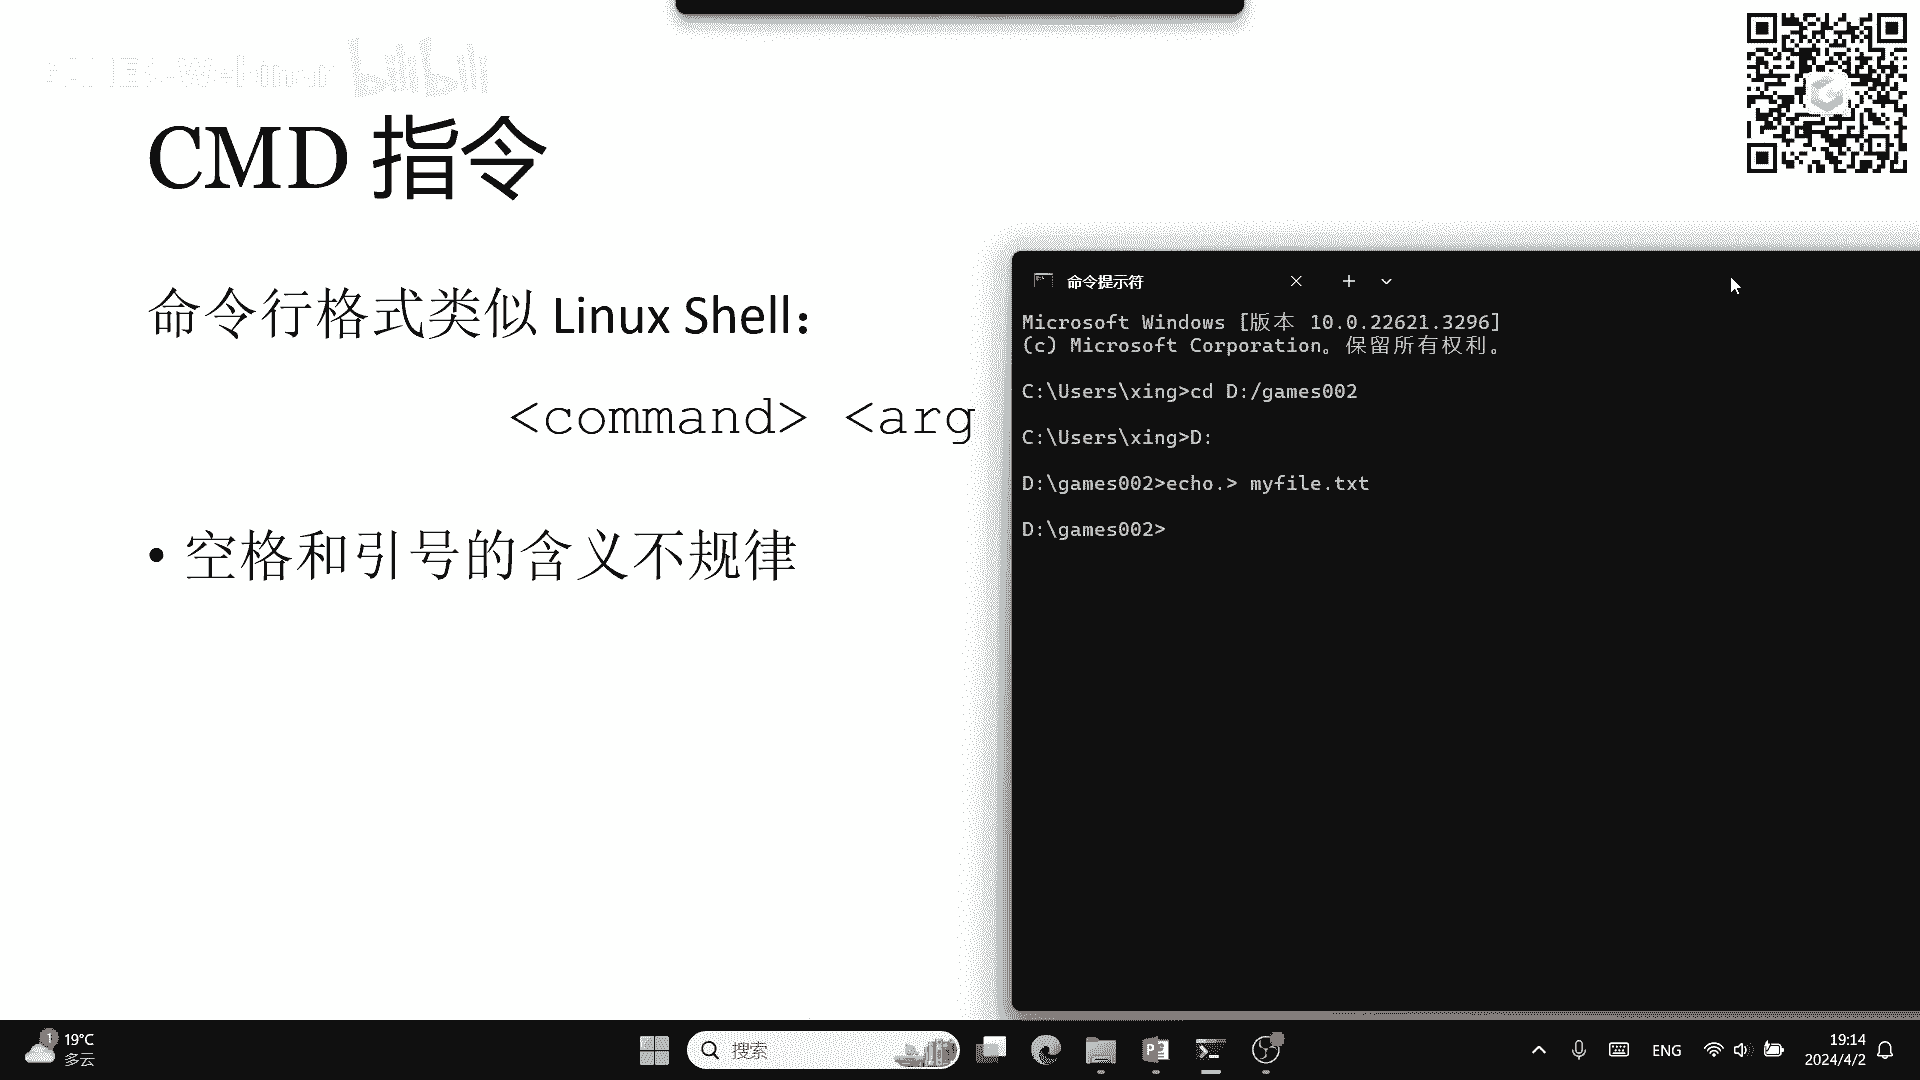 bilibili
CMD 指令
命令行格式类似 Linux Shell：
<command> <arg
• 空格和引号的含义不规律
命令提示符
Microsoft Windows [版本 10.0.22621.3296]
(c) Microsoft Corporation。保留所有权利。
C:\Users\xing>cd D:/games002
C:\Users\xing>D:
D:\games002>echo.> myfile.txt
D:\games002>
1
19°C
多云
搜索
ENG
19:14
2024/4/2